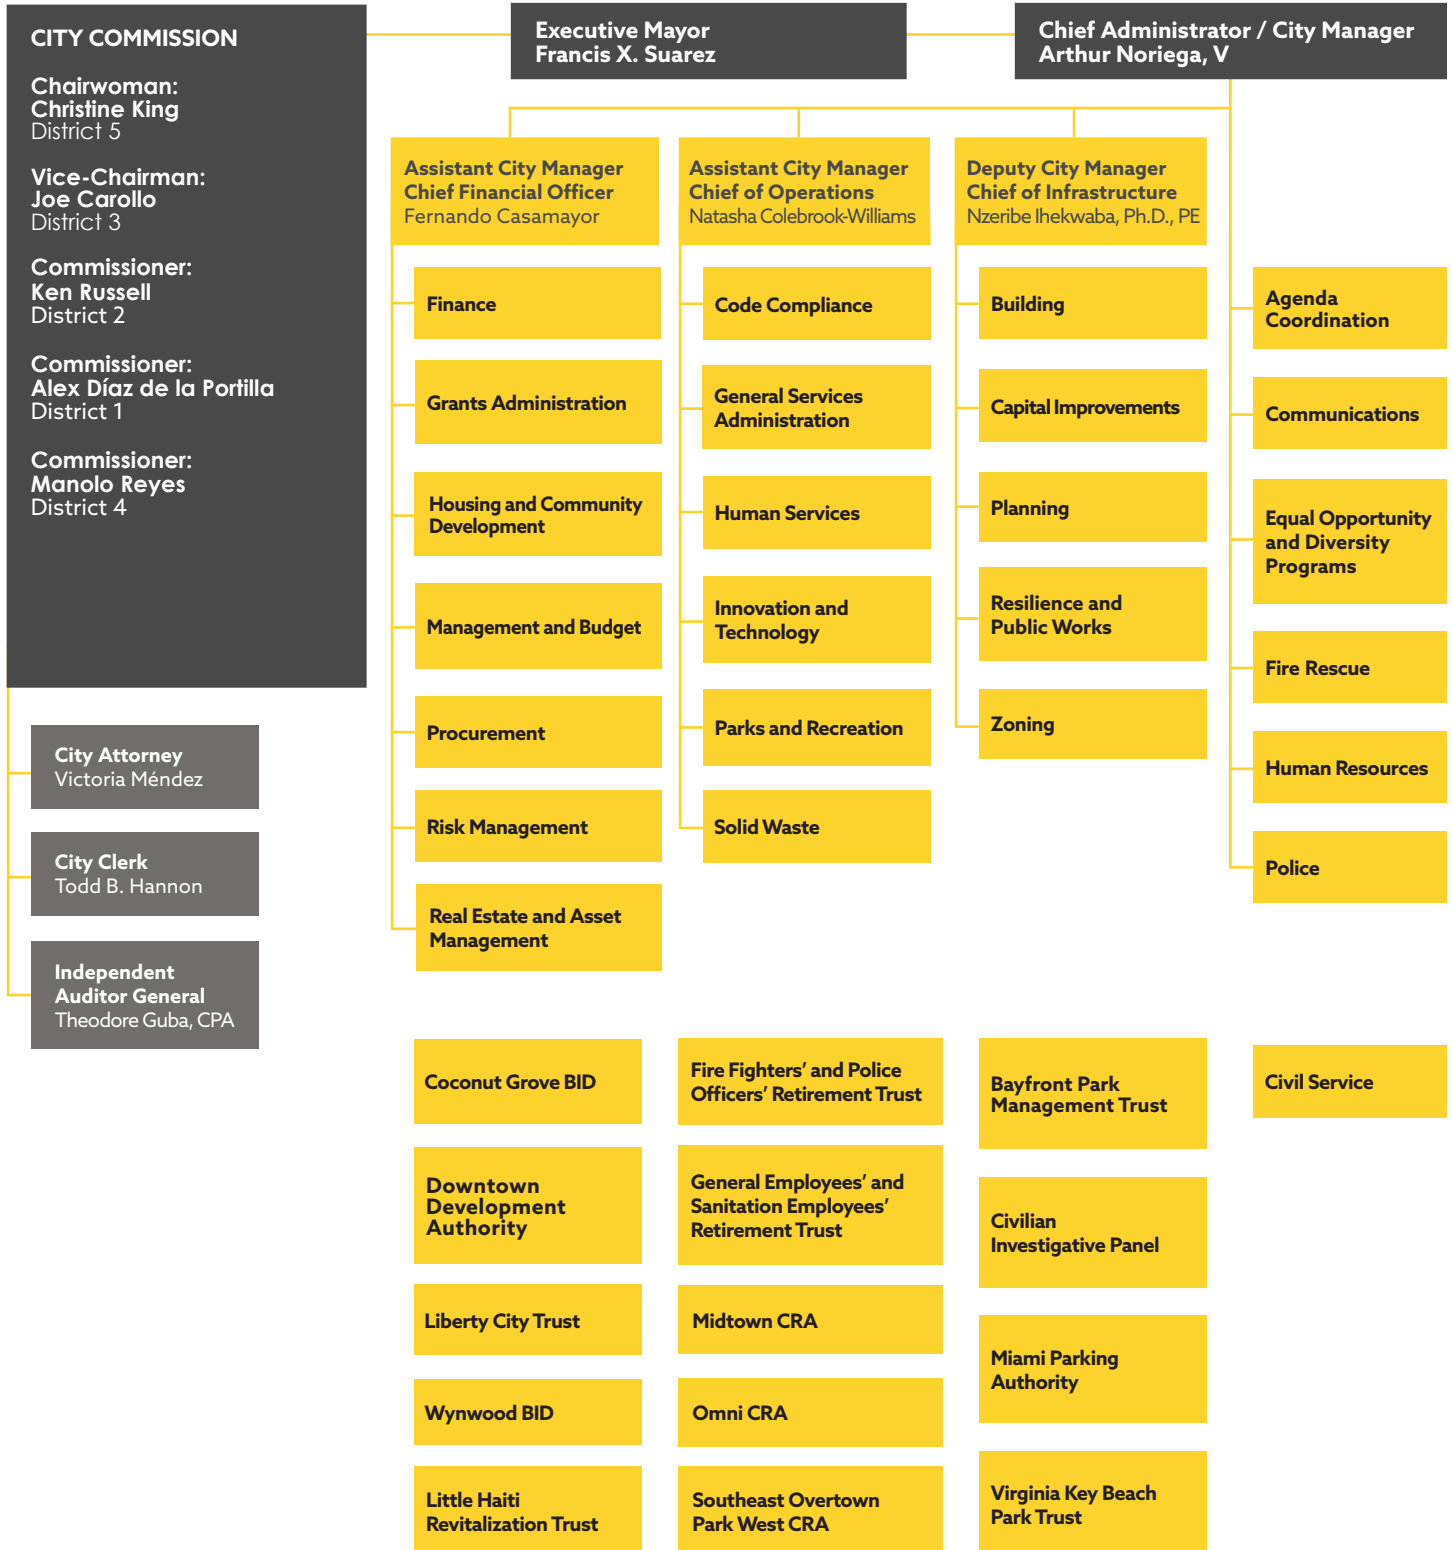 CITY COMMISSION
Chairwoman:
Christine King
District 5
Vice-Chairman:
Joe Carollo
District 3
Commissioner:
Ken Russell
District 2
Commissioner:
Alex Díaz de la Portilla
District 1
Commissioner:
Manolo Reyes
District 4
Executive Mayor
Francis X. Suarez
Chief Administrator / City Manager
Arthur Noriega, V
City Attorney
Victoria Méndez
City Clerk
Todd B. Hannon
Independent
Auditor General
Theodore Guba, CPA
Assistant City Manager
Chief Financial Officer
Fernando Casamayor
Finance
Grants Administration
Housing and Community
Development
Management and Budget
Procurement
Risk Management
Real Estate and Asset
Management
Assistant City Manager
Chief of Operations
Natasha Colebrook-Williams
Code Compliance
General Services
Administration
Human Services
Innovation and
Technology
Parks and Recreation
Solid Waste
Deputy City Manager
Chief of Infrastructure
Nzeribe Ihekwaba, Ph.D., PE
Building
Capital Improvements
Planning
Resilience and
Public Works
Zoning
Agenda
Coordination
Communications
Equal Opportunity
and Diversity
Programs
Fire Rescue
Human Resources
Police
Coconut Grove BID
Downtown
Development
Authority
Liberty City Trust
Wynwood BID
Little Haiti
Revitalization Trust
Fire Fighters’ and Police
Officers’ Retirement Trust
General Employees’ and
Sanitation Employees’
Retirement Trust
Midtown CRA
Omni CRA
Southeast Overtown
Park West CRA
Bayfront Park
Management Trust
Civilian
Investigative Panel
Miami Parking
Authority
Virginia Key Beach
Park Trust
Civil Service